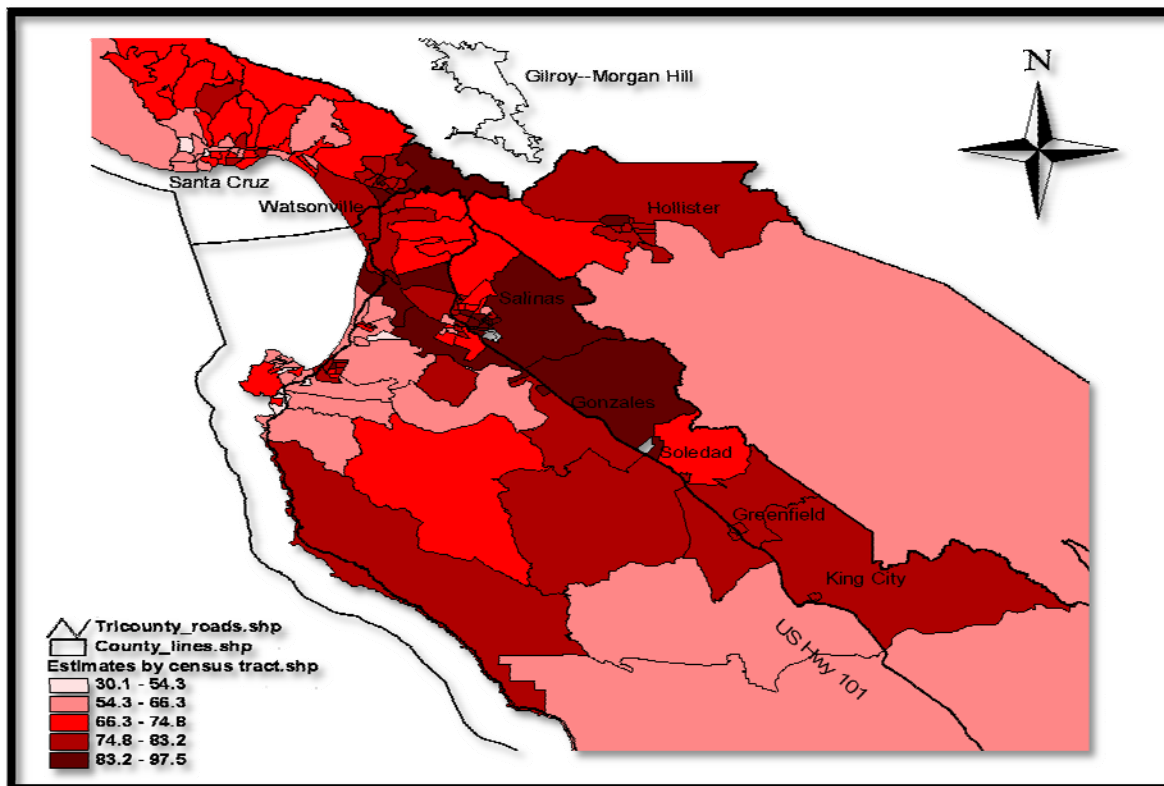 Gilroy--Morgan Hill
N
Santa Cruz
Watsonville
Hollister
Salinas
Gonzales
Soledad
Greenfield
King City
US Hwy 101
Tricounty_roads.shp
County_lines.shp
Estimates by census tract.shp
30.1 - 54.3
54.3 - 66.3
66.3 - 74.8
74.8 - 83.2
83.2 - 97.5